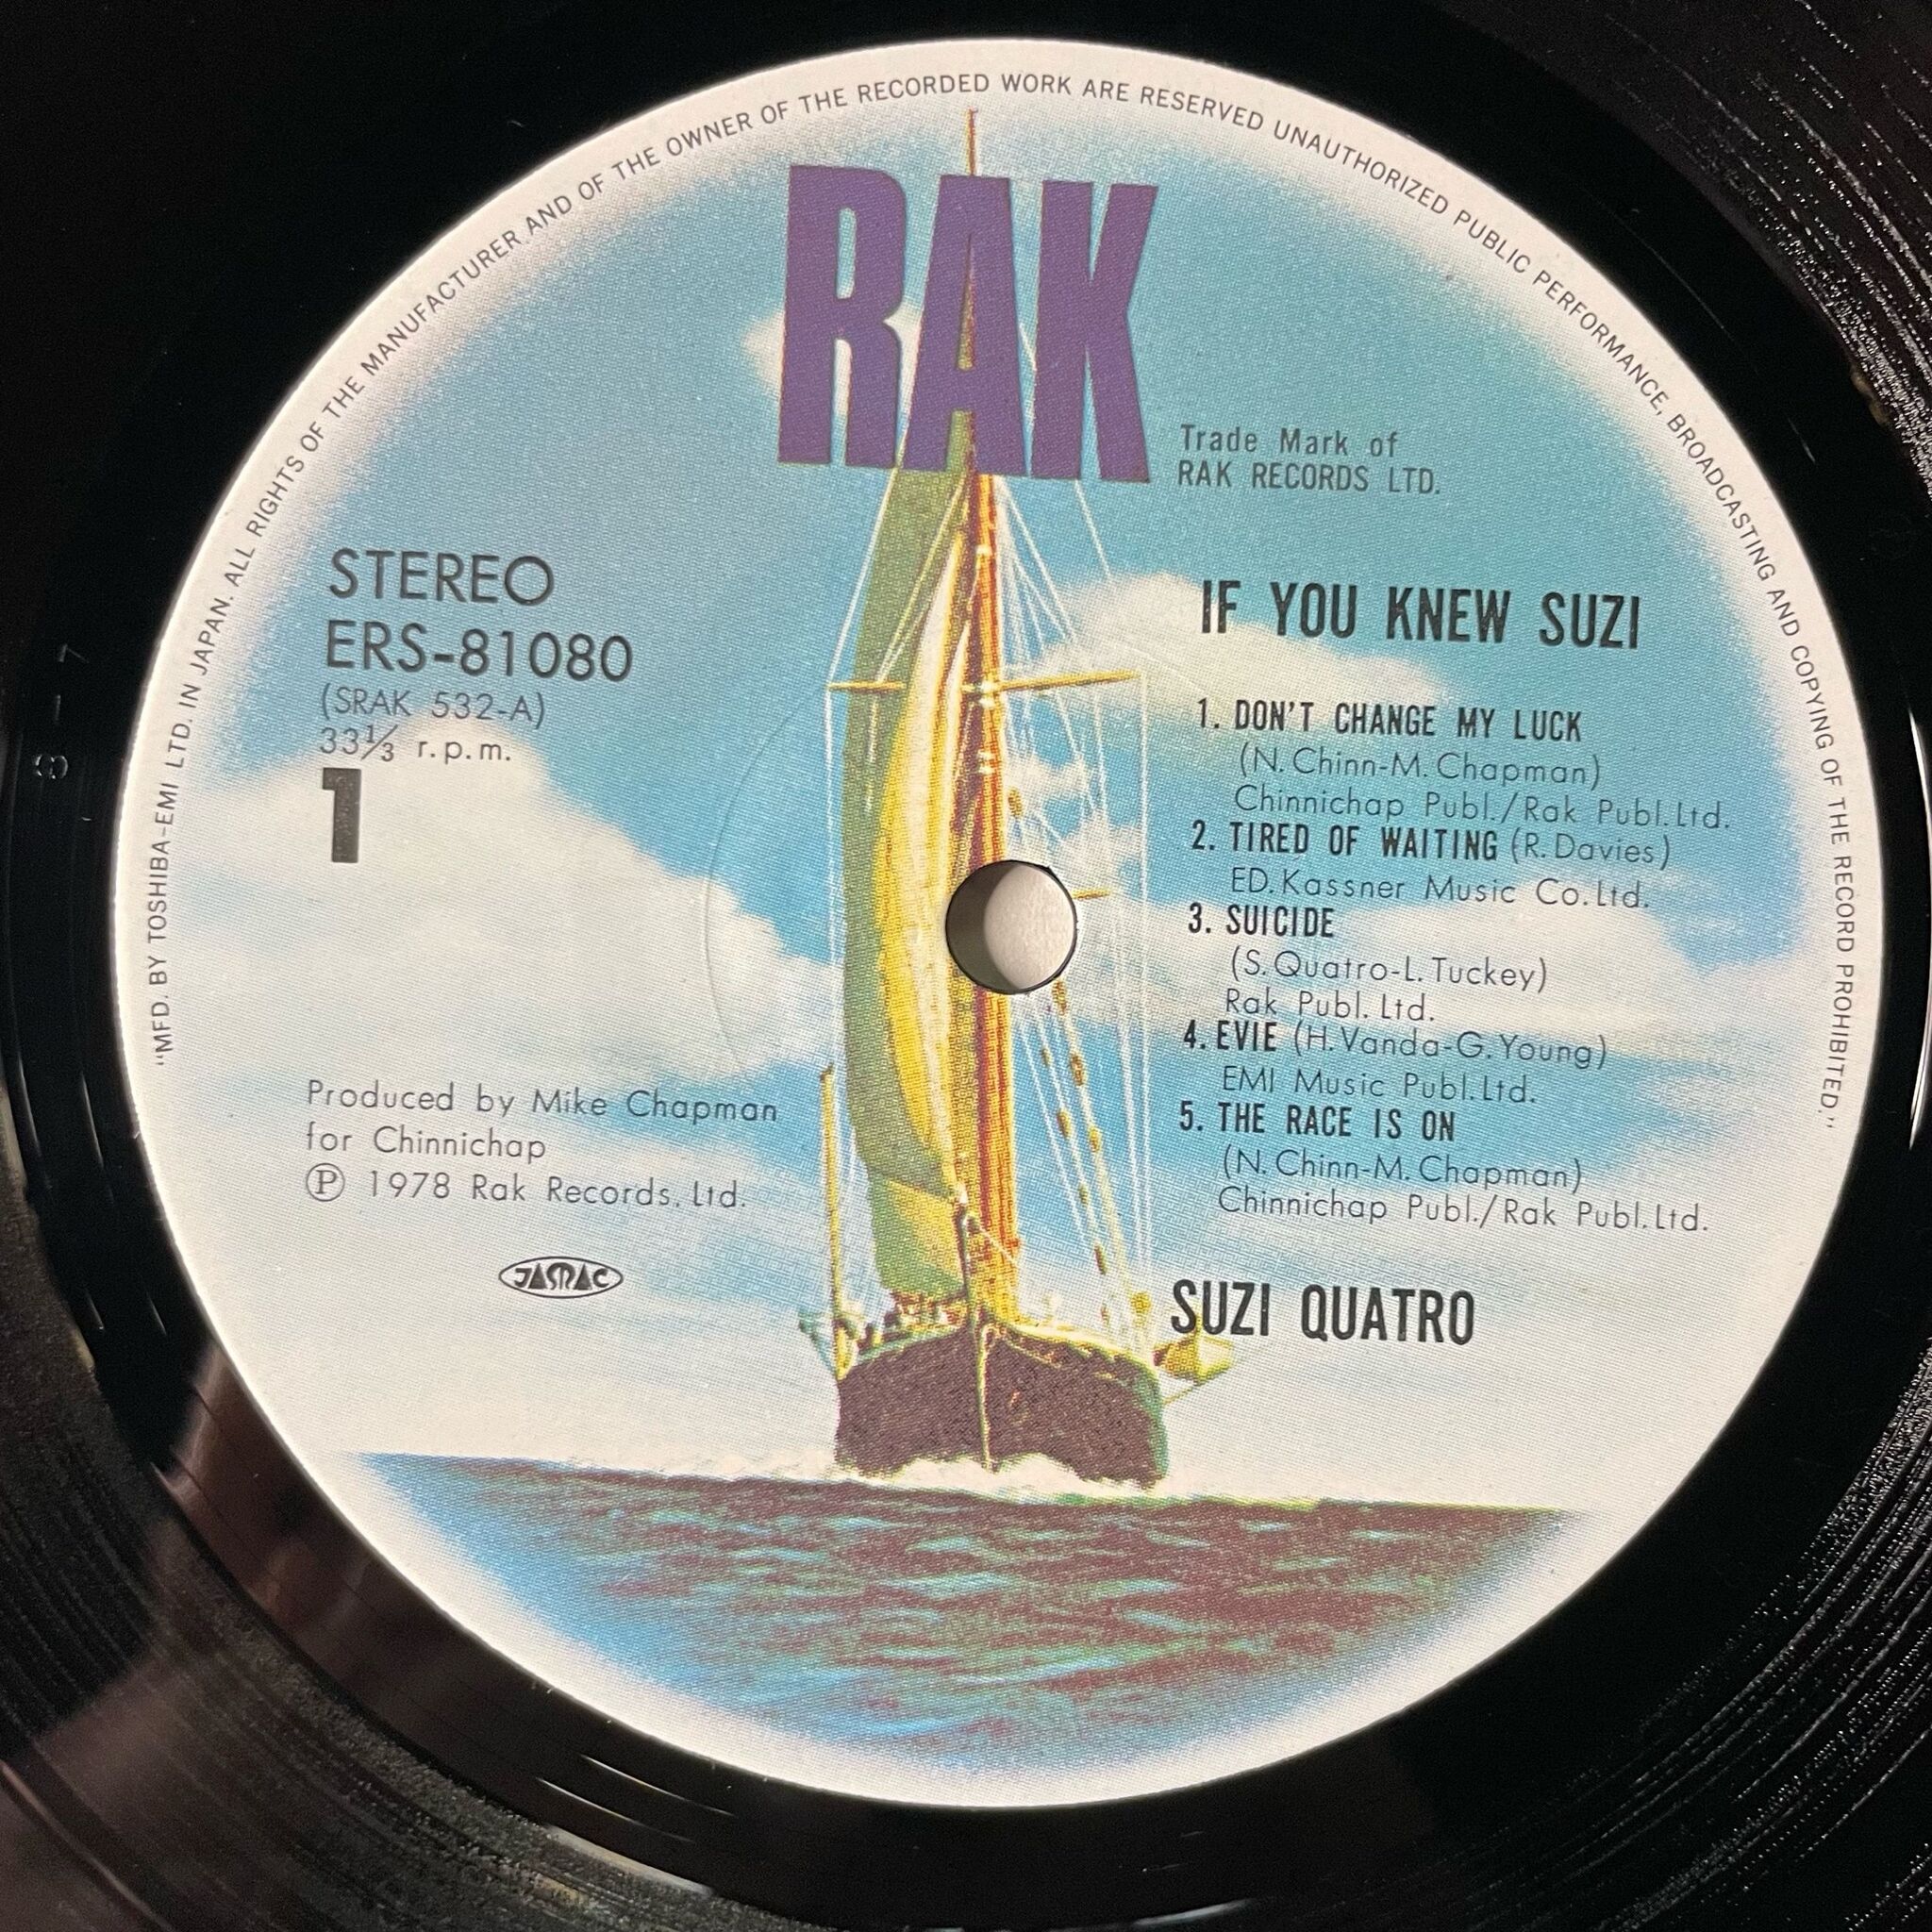 "MFD. BY TOSHIBA-EMI LTD. IN JAPAN. ALL RIGHTS OF THE MANUFACTURER AND OF THE OWNER OF THE RECORDED WORK ARE RESERVED UNAUTHORIZED PUBLIC PERFORMANCE, BROADCASTING AND COPYING OF THE RECORD PROHIBITED."
RAK
Trade Mark of
RAK RECORDS LTD.
STEREO
ERS-81080
(SRAK 532-A)
33⅓ r.p.m.
1
Produced by Mike Chapman
for Chinnichap
Ⓟ 1978 Rak Records, Ltd.
JASRAC
IF YOU KNEW SUZI
1. DON'T CHANGE MY LUCK
(N. Chinn-M. Chapman)
Chinnichap Publ./Rak Publ. Ltd.
2. TIRED OF WAITING (R. Davies)
ED. Kassner Music Co. Ltd.
3. SUICIDE
(S. Quatro-L. Tuckey)
Rak Publ. Ltd.
4. EVIE (H. Vanda-G. Young)
EMI Music Publ. Ltd.
5. THE RACE IS ON
(N. Chinn-M. Chapman)
Chinnichap Publ./Rak Publ. Ltd.
SUZI QUATRO